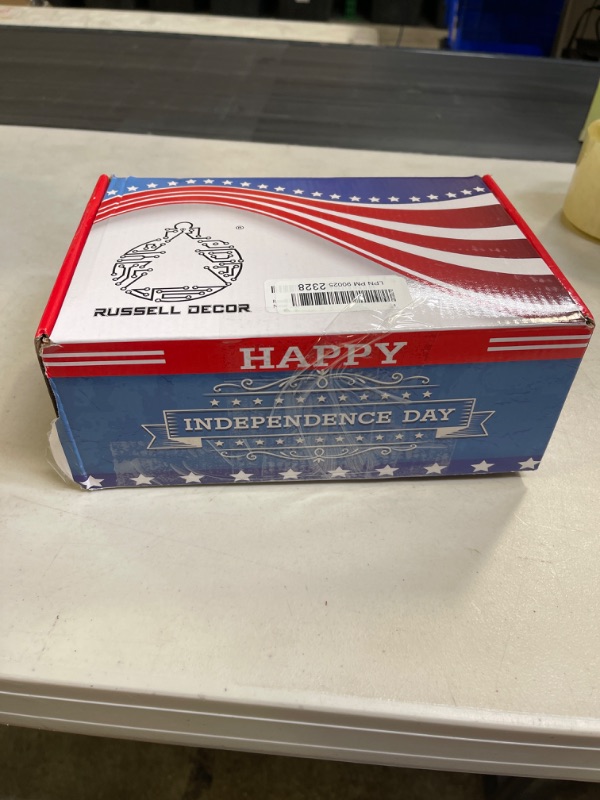 ®
RUSSELL DECOR
LPN PM 90025 2328
HAPPY
INDEPENDENCE DAY